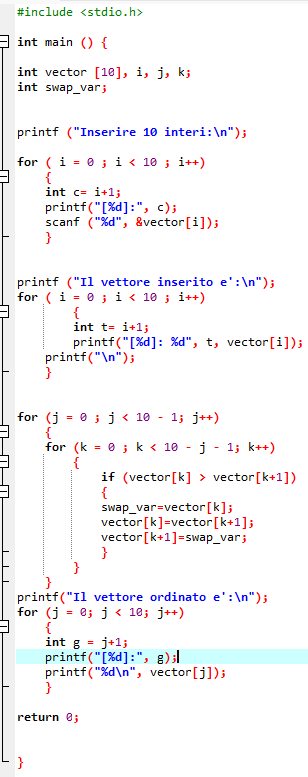 #include <stdio.h>
int main () {
int vector [10], i, j, k;
int swap_var;
printf ("Inserire 10 interi:\n");
for ( i = 0 ; i < 10 ; i++)
{
int c= i+1;
printf("[%d]:", c);
scanf ("%d", &vector[i]);
}
printf ("Il vettore inserito e':\n");
for ( i = 0 ; i < 10 ; i++)
{
int t= i+1;
printf("[%d]: %d", t, vector[i]);
printf("\n");
}
for (j = 0 ; j < 10 - 1; j++)
{
for (k = 0 ; k < 10 - j - 1; k++)
{
if (vector[k] > vector[k+1])
{
swap_var=vector[k];
vector[k]=vector[k+1];
vector[k+1]=swap_var;
}
}
}
printf("Il vettore ordinato e':\n");
for (j = 0; j < 10; j++)
{
int g = j+1;
printf("[%d]:", g);
printf("%d\n", vector[j]);
}
return 0;
}